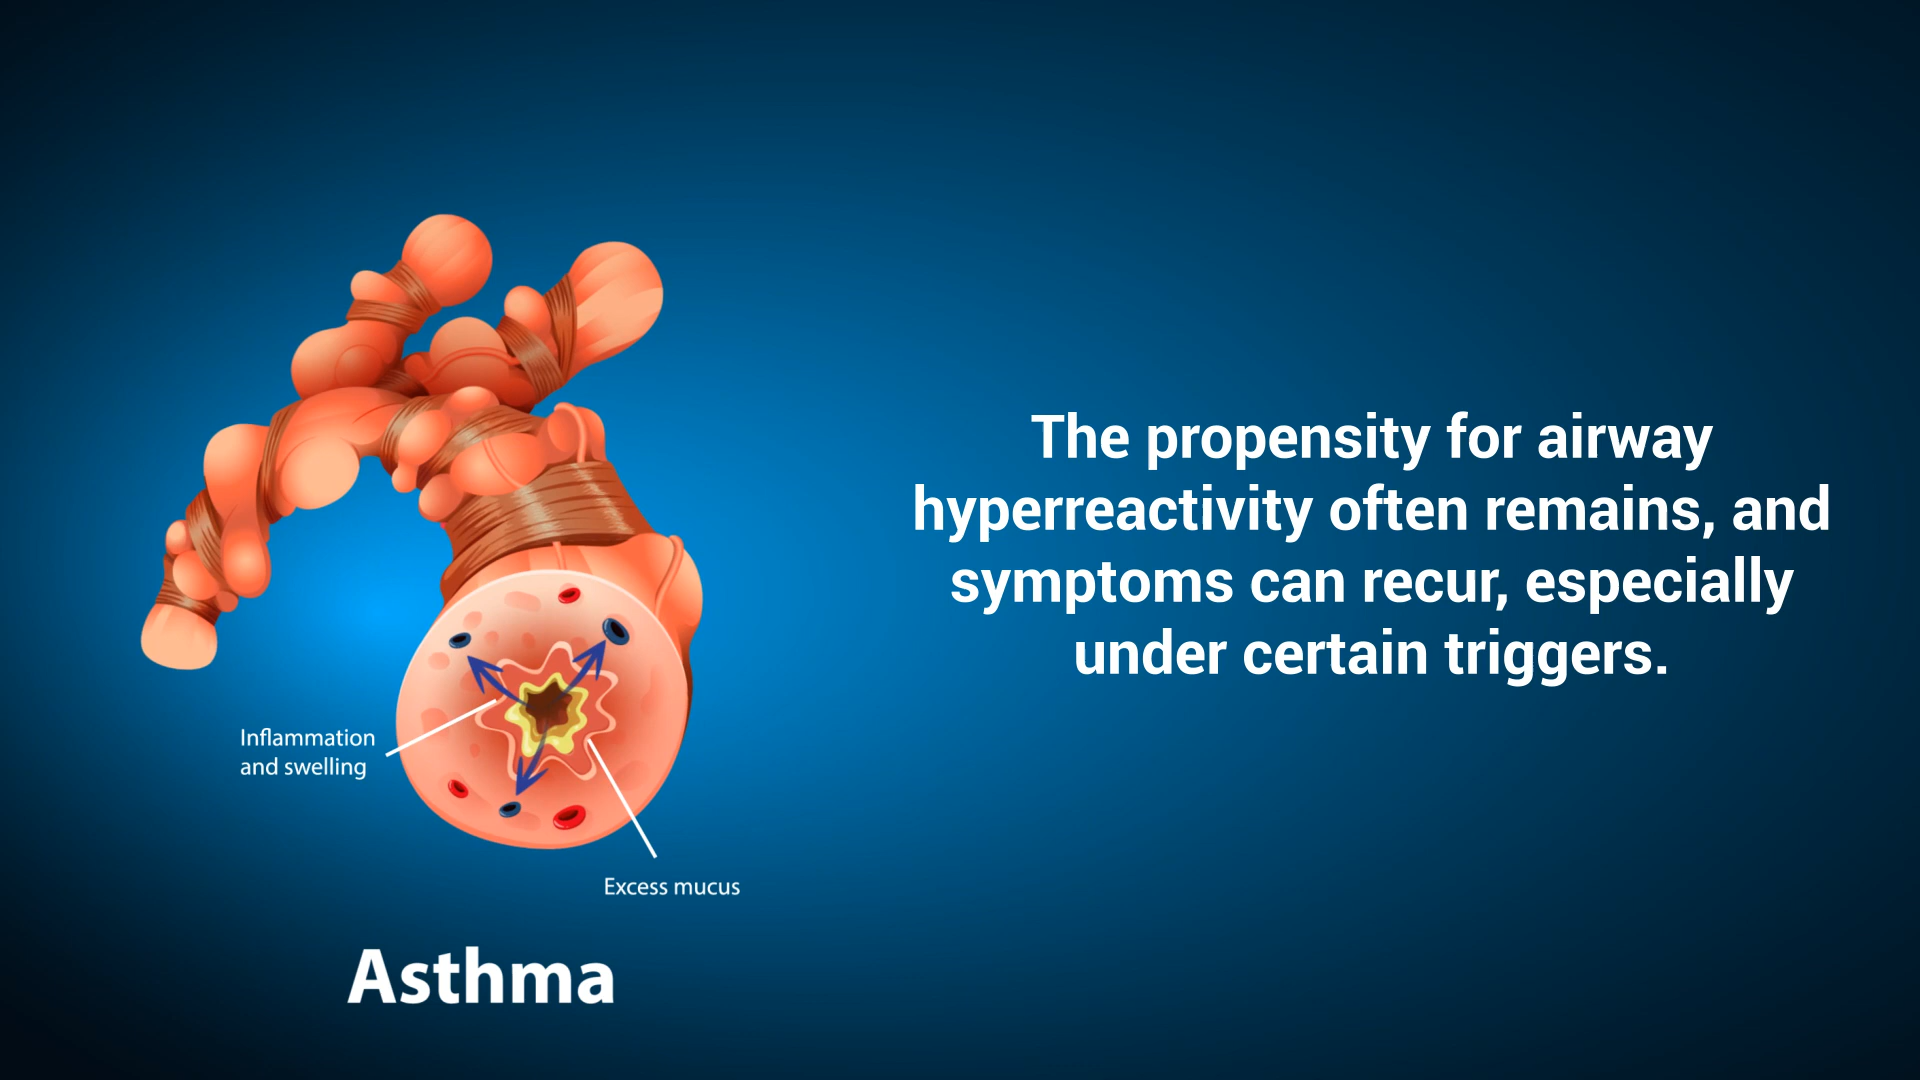 The propensity for airway
hyperreactivity often remains, and
symptoms can recur, especially
under certain triggers.
Inflammation
and swelling
Excess mucus
Asthma